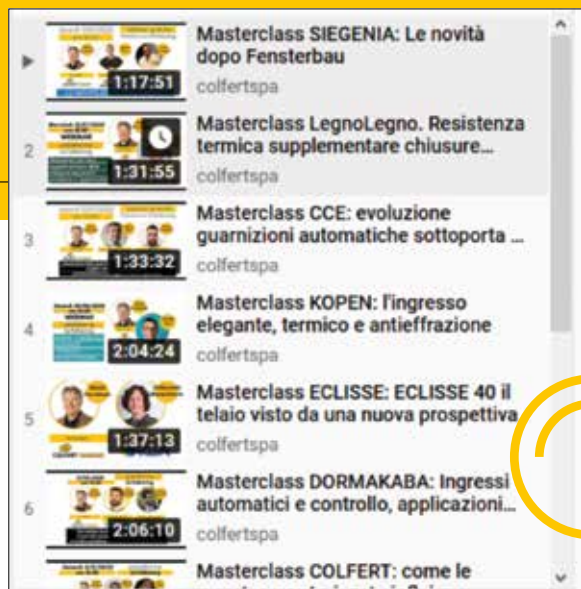 Masterclass SIEGENIA: Le novità
dopo Fensterbau
1:17:51
colfertspa
2
Masterclass LegnoLegno. Resistenza
termica supplementare chiusure...
1:31:55
colfertspa
3
Masterclass CCE: evoluzione
guarnizioni automatiche sottoporta ...
1:33:32
colfertspa
4
Masterclass KOPEN: l'ingresso
elegante, termico e antieffrazione
2:04:24
colfertspa
5
Masterclass ECLISSE: ECLISSE 40 il
telaio visto da una nuova prospettiva
1:37:13
colfertspa
6
Masterclass DORMAKABA: Ingressi
automatici e controllo, applicazioni...
2:06:10
colfertspa
Masterclass COLFERT: come le